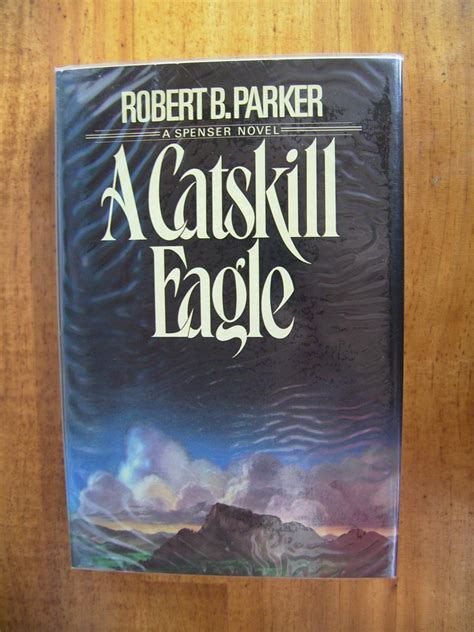 ROBERT B. PARKER
A SPENSER NOVEL
A Catskill
Eagle